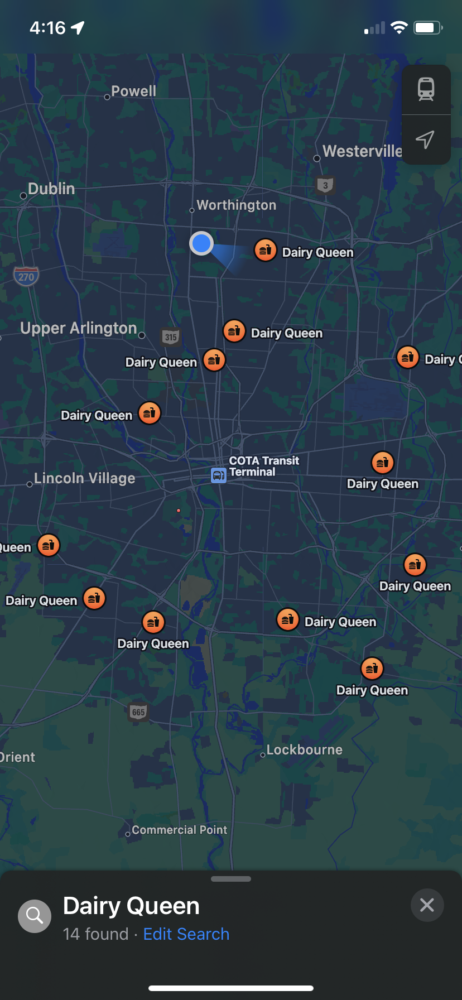 4:16
Powell
Westerville
3
Dublin
Worthington
Dairy Queen
270
Upper Arlington
315
Dairy Queen
Dairy Queen
Dairy
Dairy Queen
COTA Transit
Terminal
Lincoln Village
Dairy Queen
Queen
Dairy Queen
Dairy Queen
Dairy Queen
Dairy Queen
Dairy Queen
665
Lockbourne
Orient
Commercial Point
Dairy Queen
14 found · Edit Search